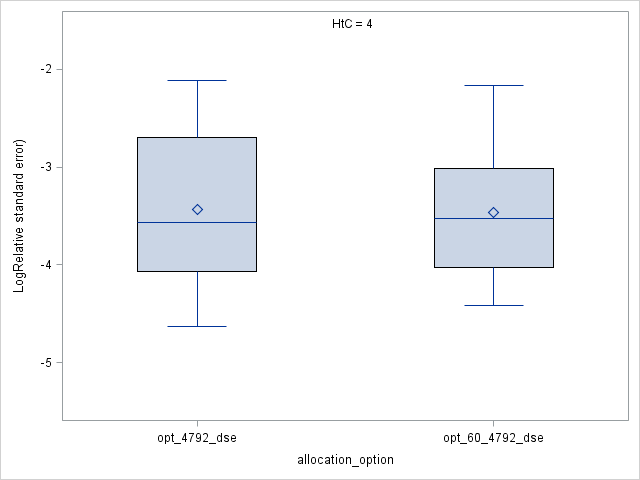 HtC = 4
-2
-3
-4
-5
LogRelative standard error)
opt_4792_dse
opt_60_4792_dse
allocation_option